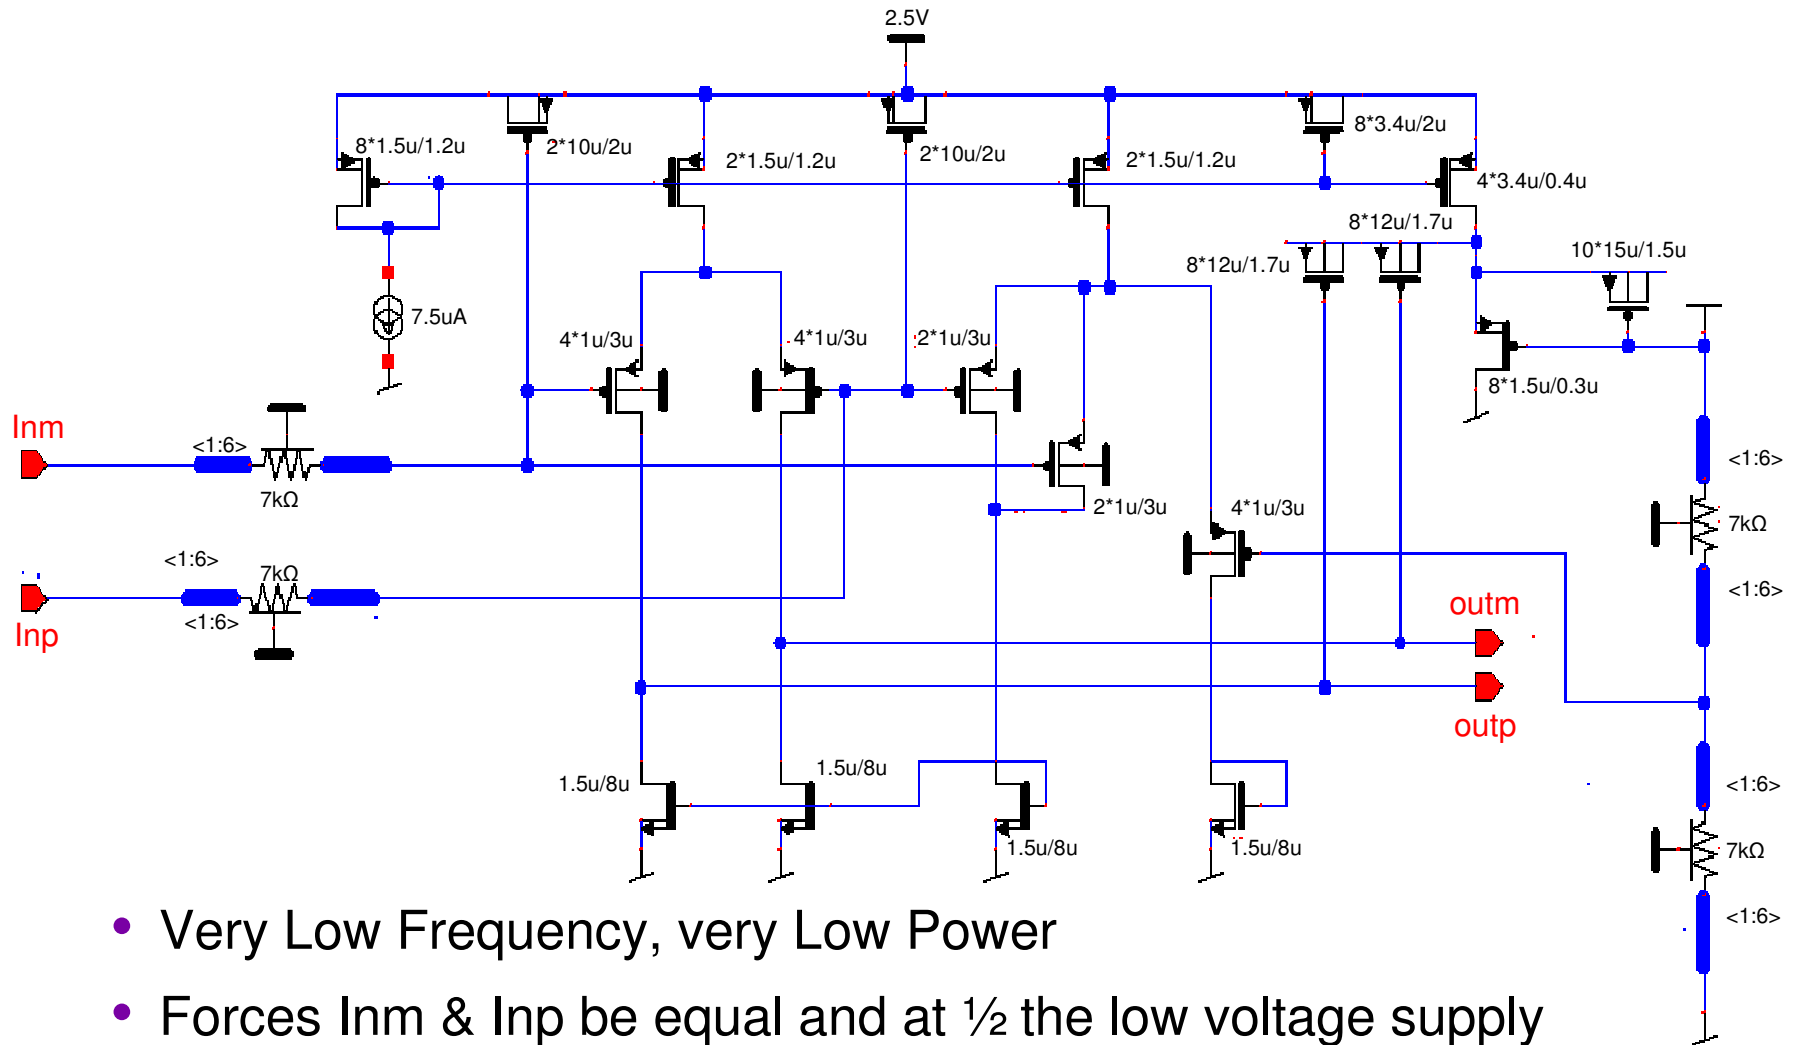 2.5V
8*1.5u/1.2u
2*10u/2u
2*1.5u/1.2u
2*10u/2u
2*1.5u/1.2u
8*3.4u/2u
4*3.4u/0.4u
8*12u/1.7u
8*12u/1.7u
10*15u/1.5u
7.5uA
4*1u/3u
4*1u/3u
2*1u/3u
8*1.5u/0.3u
Inm
<1:6>
7kΩ
<1:6>
2*1u/3u
4*1u/3u
7kΩ
<1:6>
7kΩ
<1:6>
Inp
<1:6>
outm
outp
1.5u/8u
1.5u/8u
1.5u/8u
1.5u/8u
<1:6>
7kΩ
<1:6>
• Very Low Frequency, very Low Power
• Forces Inm & Inp be equal and at ½ the low voltage supply